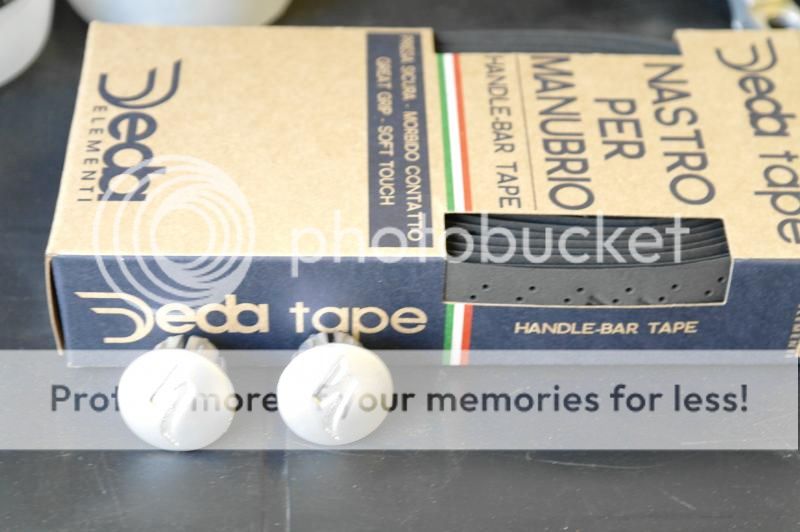 Deda
ELEMENTI
PRESA SICURA - MORBIDO CONTATTO
GREAT GRIP - SOFT TOUCH
HANDLE-BAR TAPE
NASTRO
PER
MANUBRIO
Deda tape
Deda tape
HANDLE-BAR TAPE
photobucket
more of your memories for less!